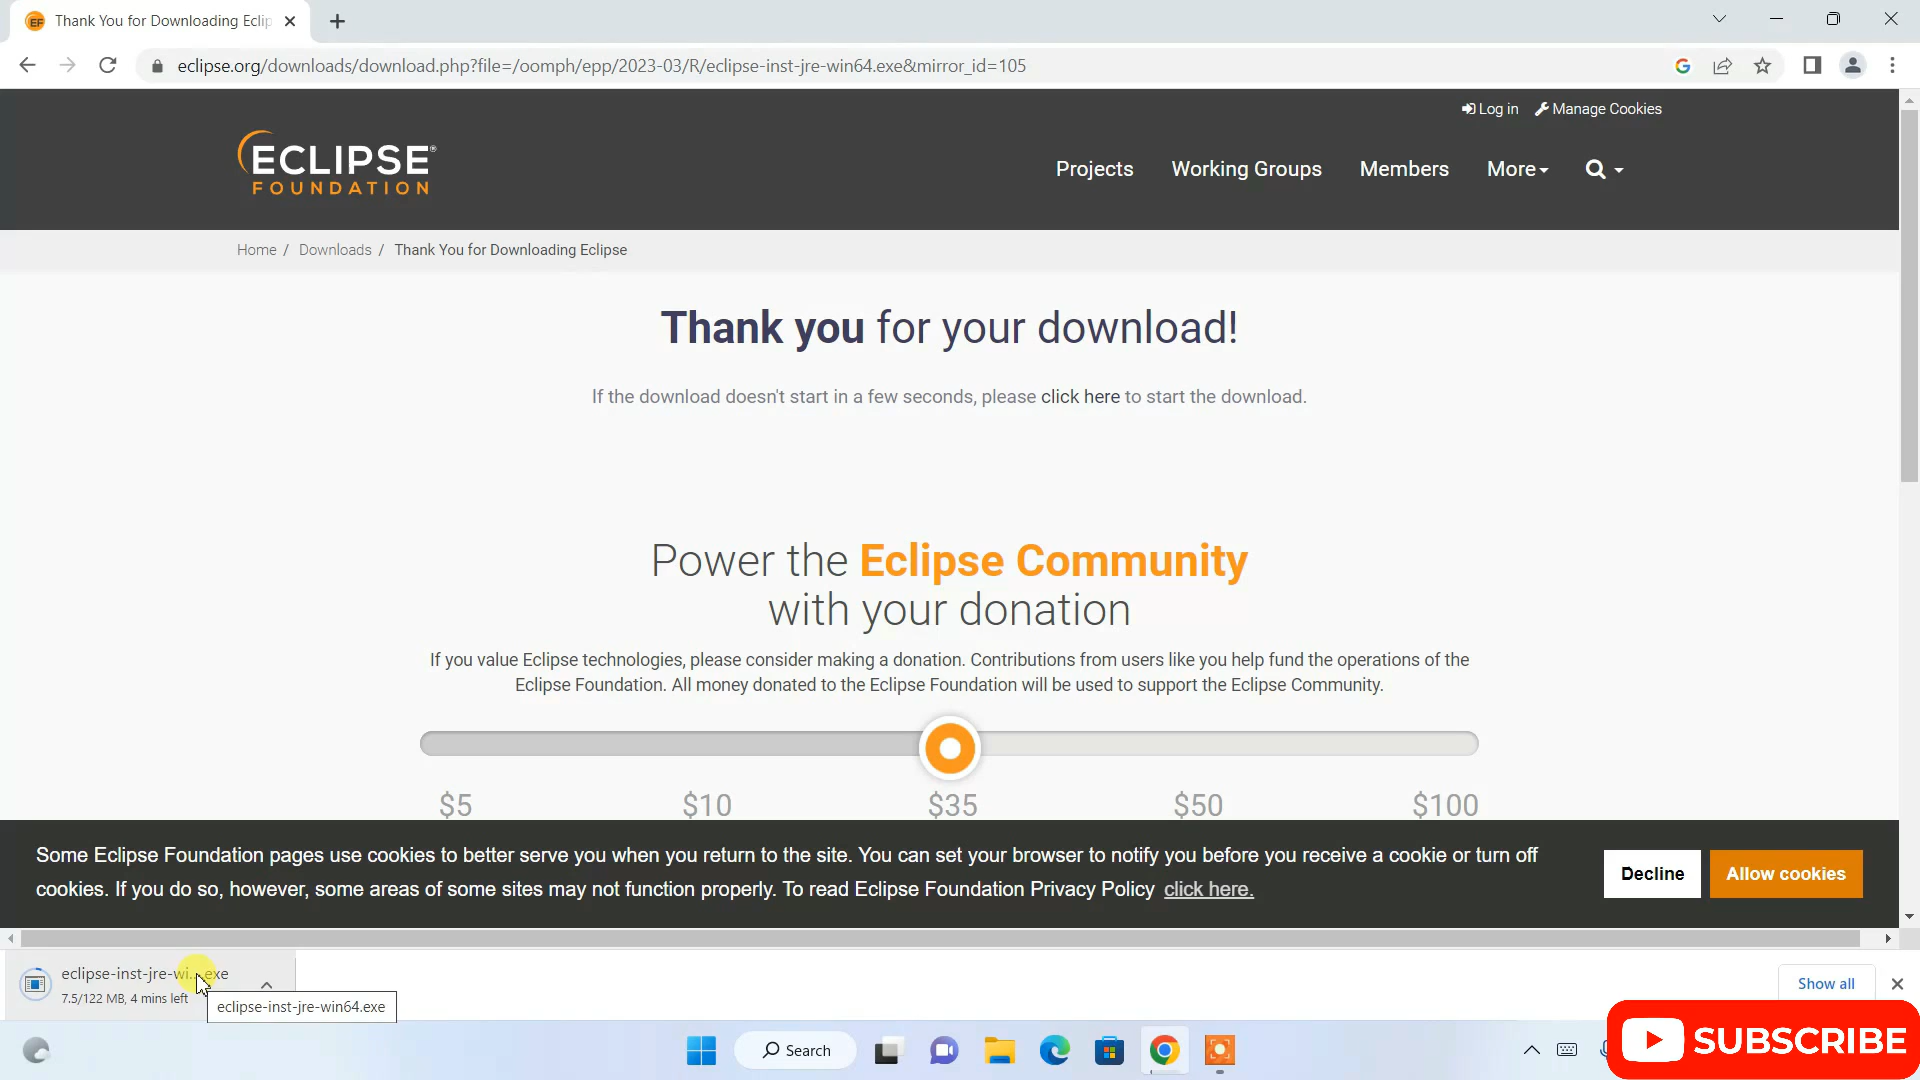 Thank You for Downloading Eclip
eclipse.org/downloads/download.php?file=/oomph/epp/2023-03/R/eclipse-inst-jre-win64.exe&mirror_id=105
Log in
Manage Cookies
ECLIPSE®
FOUNDATION
Projects
Working Groups
Members
More
Home / Downloads / Thank You for Downloading Eclipse
Thank you for your download!
If the download doesn't start in a few seconds, please click here to start the download.
Power the Eclipse Community
with your donation
If you value Eclipse technologies, please consider making a donation. Contributions from users like you help fund the operations of the
Eclipse Foundation. All money donated to the Eclipse Foundation will be used to support the Eclipse Community.
$5 $10 $35 $50 $100
Some Eclipse Foundation pages use cookies to better serve you when you return to the site. You can set your browser to notify you before you receive a cookie or turn off
cookies. If you do so, however, some areas of some sites may not function properly. To read Eclipse Foundation Privacy Policy click here.
Decline
Allow cookies
eclipse-inst-jre-wi...exe
7.5/122 MB, 4 mins left
eclipse-inst-jre-win64.exe
Show all
Search
SUBSCRIBE